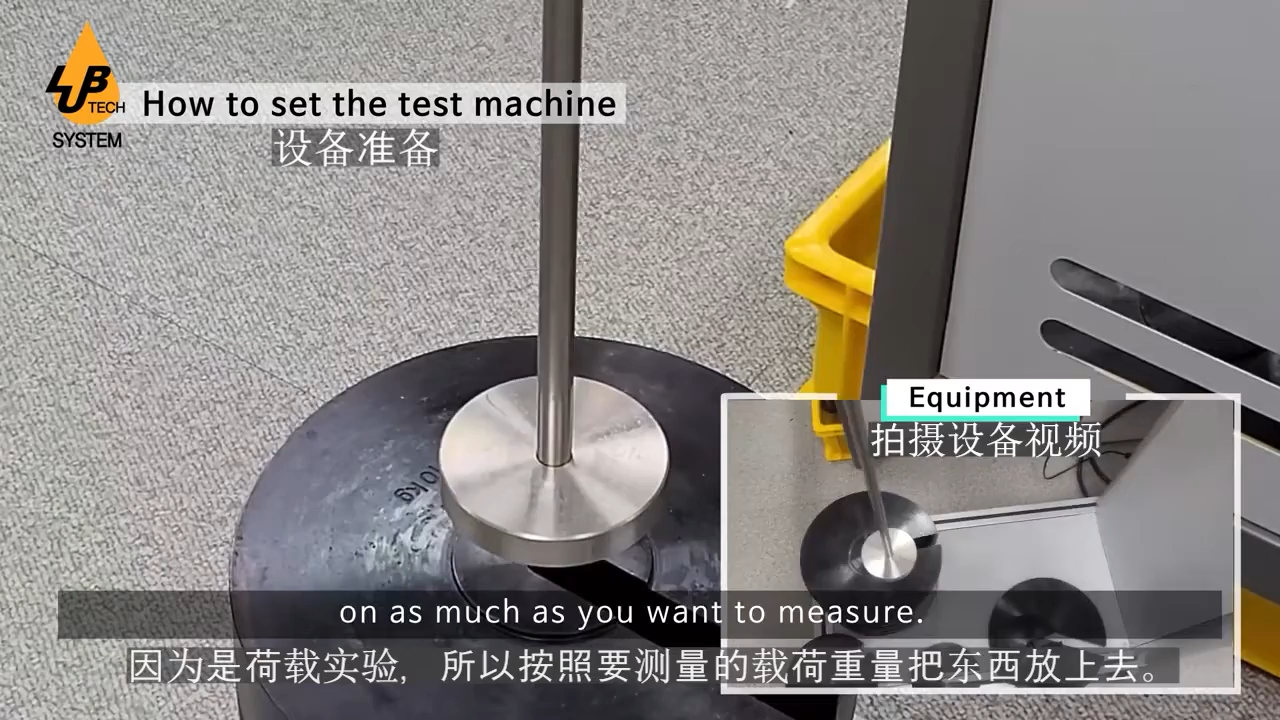 LUB
TECH
SYSTEM
How to set the test machine
设备准备
10kg
Equipment
拍摄设备视频
on as much as you want to measure.
因为是荷载实验, 所以按照要测量的载荷重量把东西放上去。